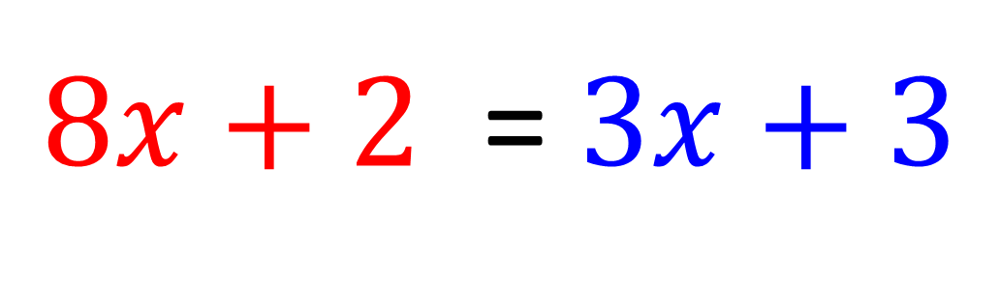 8x + 2 = 3x + 3